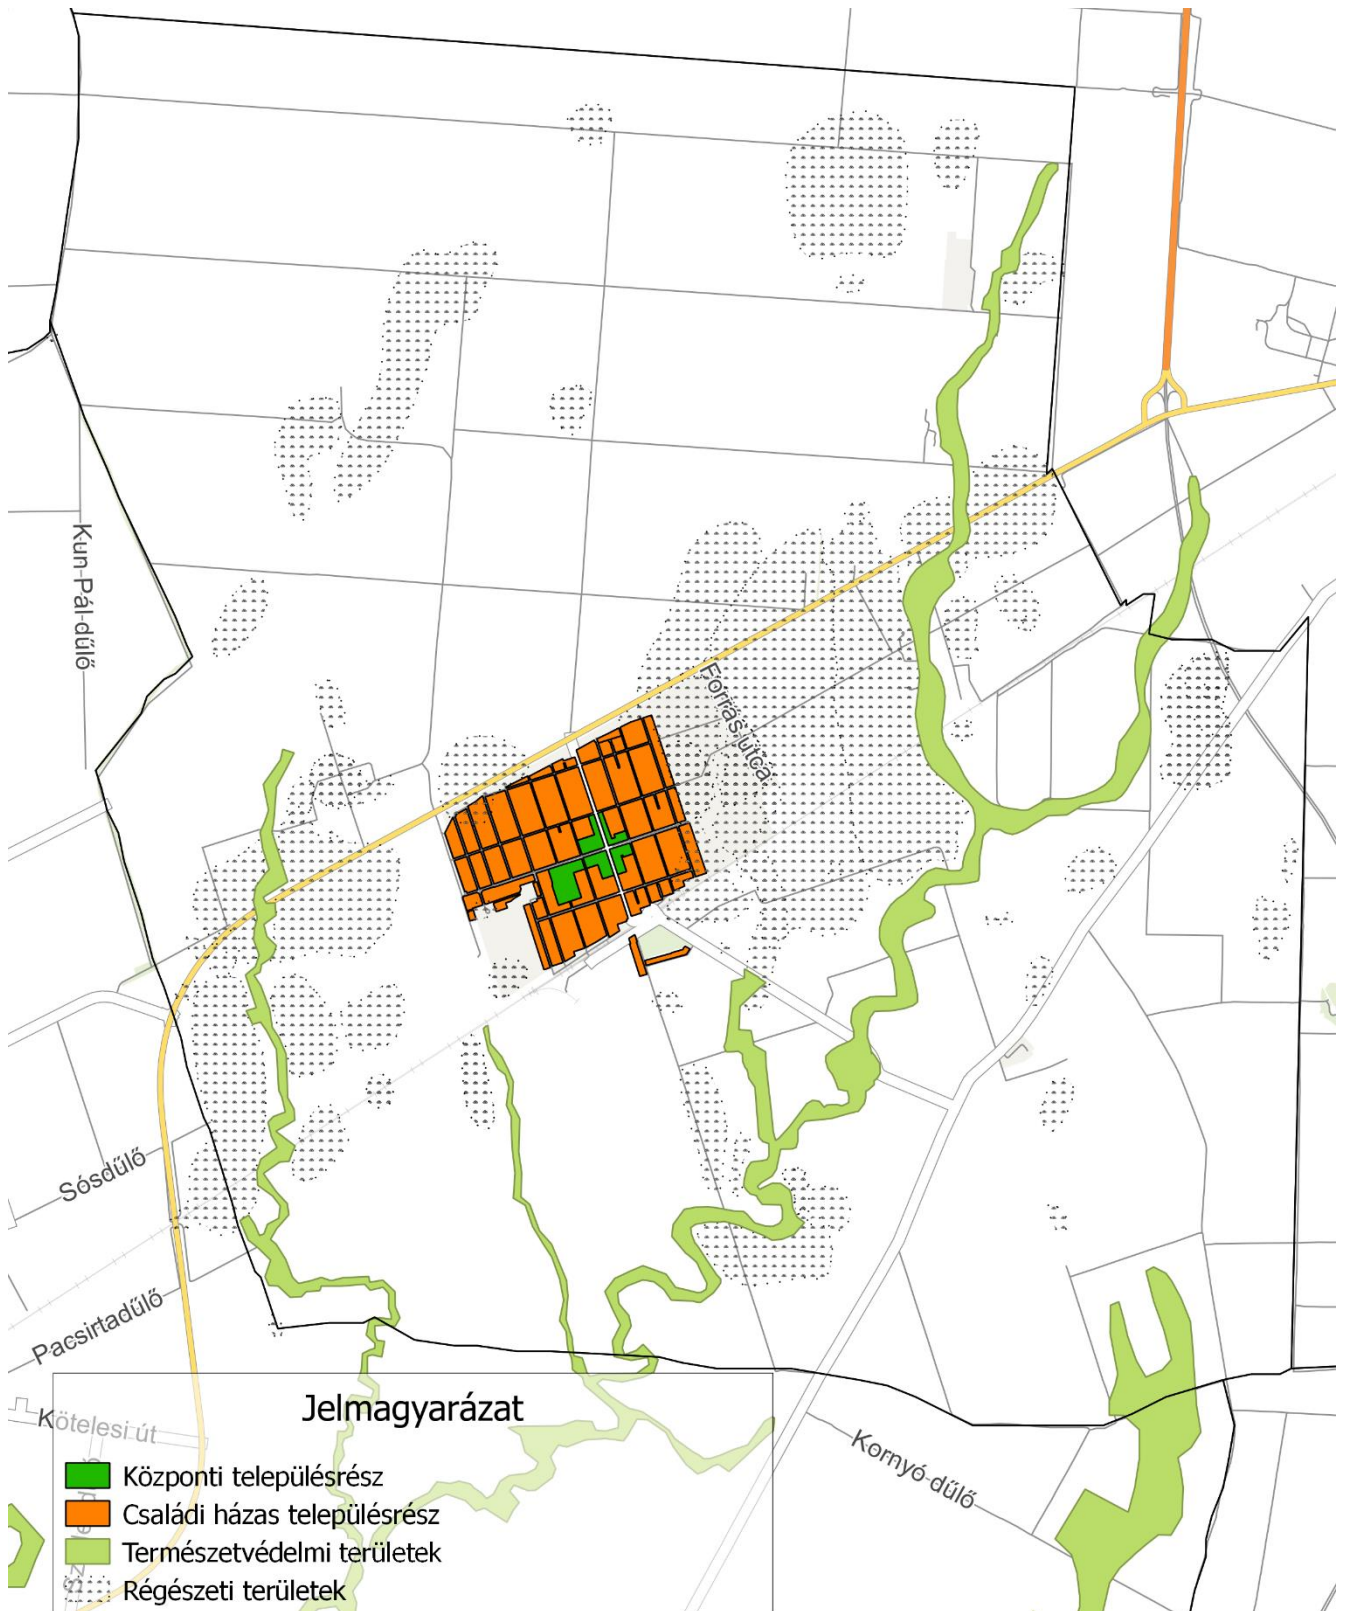 Kun-Pál-dűlő
Forrás utca
Sósdűlő
Pacsirtadűlő
Kötelesi út
Kornyó dűlő
Jelmagyarázat
Központi településrész
Családi házas településrész
Természetvédelmi területek
Régészeti területek